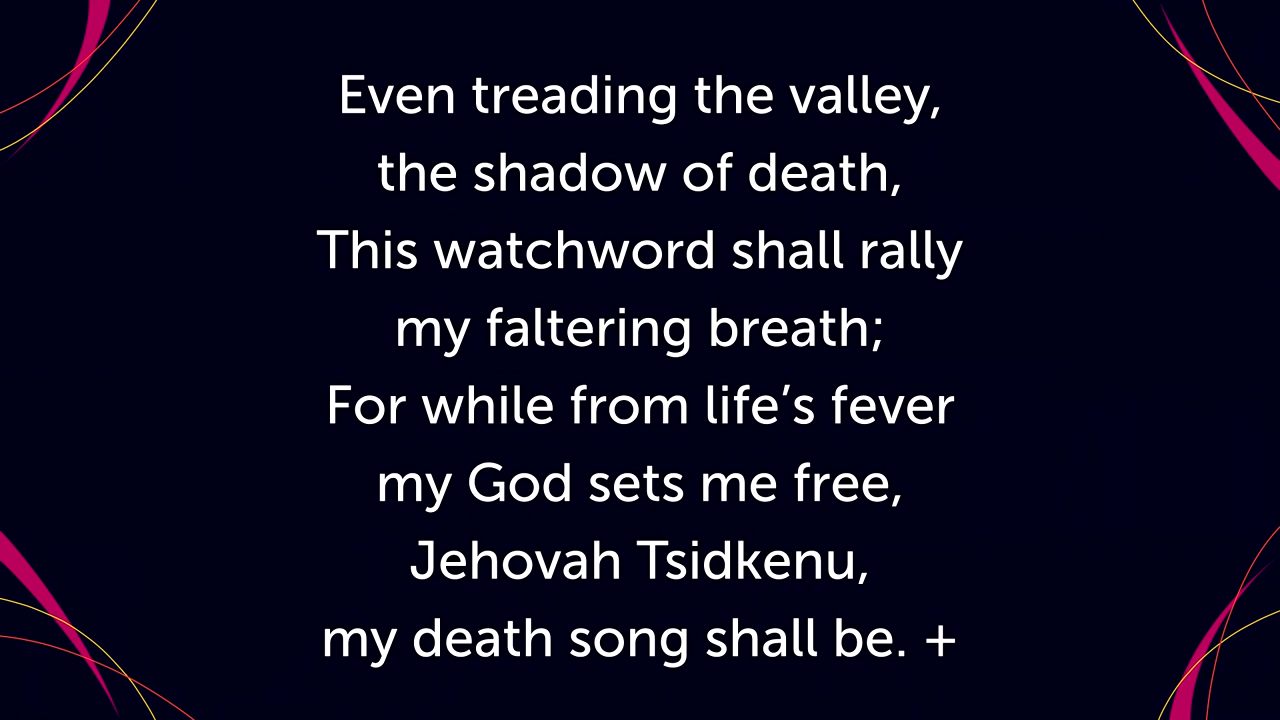 Even treading the valley,
the shadow of death,
This watchword shall rally
my faltering breath;
For while from life’s fever
my God sets me free,
Jehovah Tsidkenu,
my death song shall be. +